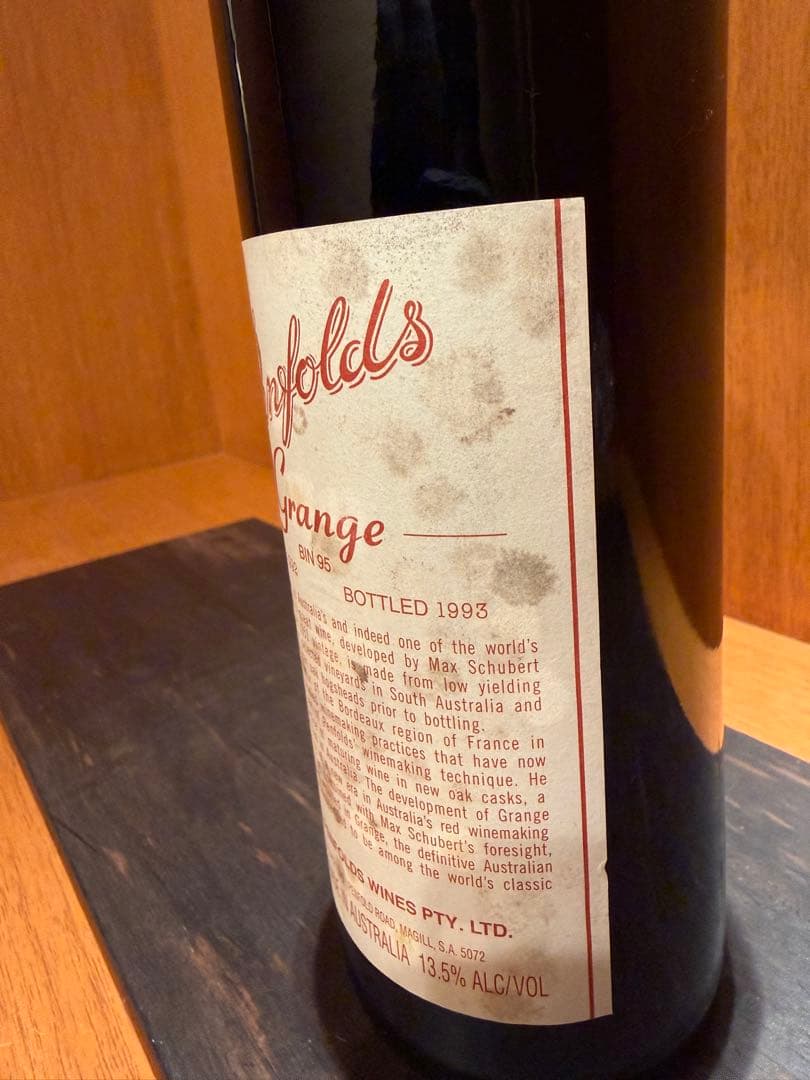 nfolds
Grange
BIN 95
92
BOTTLED 1993
Australia's and indeed one of the world's
wine, developed by Max Schubert
vintage, is made from low yielding
vineyards in South Australia and
hogsheads prior to bottling.
the Bordeaux region of France in
winemaking practices that have now
Penfolds' winemaking technique. He
maturing wine in new oak casks, a
Australia. The development of Grange
era in Australia's red winemaking
with Max Schubert's foresight,
Grange, the definitive Australian
to be among the world's classic
OLDS WINES PTY. LTD.
PENFOLD ROAD, MAGILL, S.A. 5072
AUSTRALIA 13.5% ALC/VOL